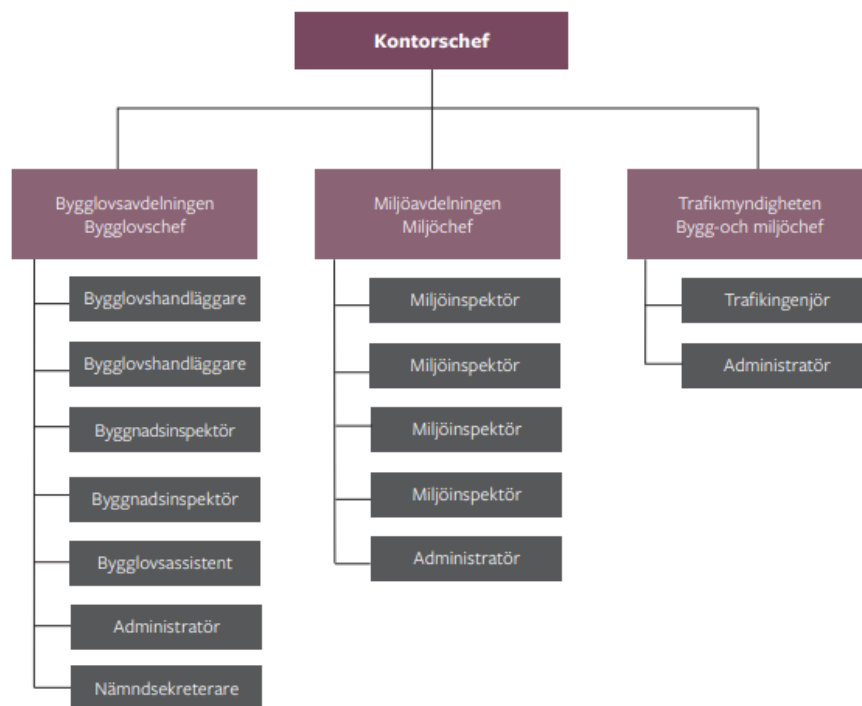 Kontorschef
Bygglovsavdelningen
Bygglovschef
Bygglovshandläggare
Bygglovshandläggare
Byggnadsinspektör
Byggnadsinspektör
Bygglovsassistent
Administratör
Nämndsekreterare
Miljöavdelningen
Miljöchef
Miljöinspektör
Miljöinspektör
Miljöinspektör
Miljöinspektör
Administratör
Trafikmyndigheten
Bygg-och miljöchef
Trafikingenjör
Administratör